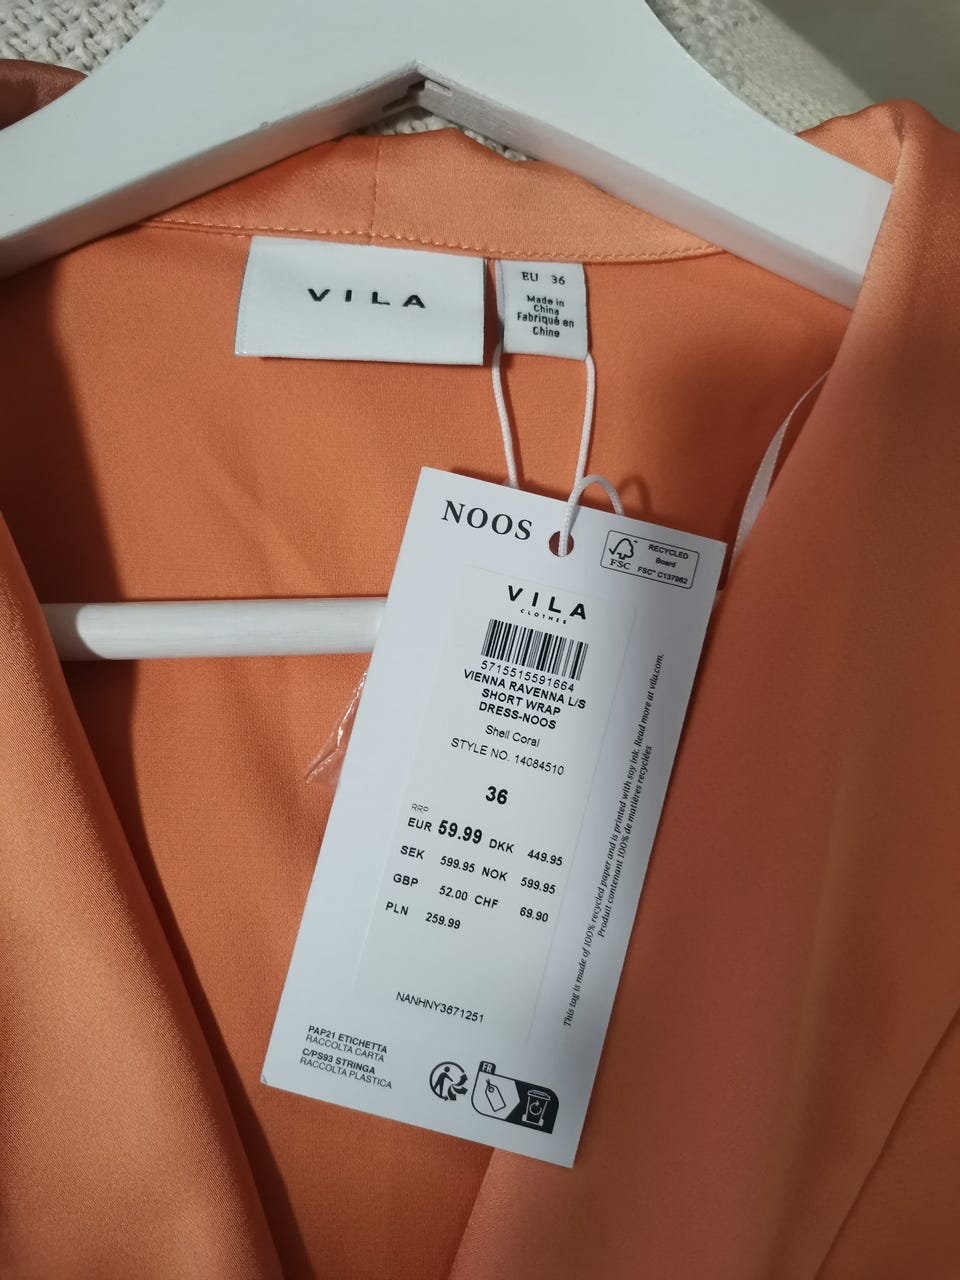 VILA
EU 36
Made in
China
Fabriqué en
Chine
NOOS
FSC
RECYCLED
Board
FSC® C137962
VILA
CLOTHES
5715515591664
VIENNA RAVENNA L/S
SHORT WRAP
DRESS-NOOS
Shell Coral
STYLE NO. 14084510
36
RRP
EUR 59.99 DKK 449.95
SEK 599.95 NOK 599.95
GBP 52.00 CHF 69.90
PLN 259.99
NANHNY3671251
This tag is made of 100% recycled paper and is printed with soy ink. Read more at vila.com.
Produit contenant 100% de matières recyclées
PAP21 ETICHETTA
RACCOLTA CARTA
C/PS93 STRINGA
RACCOLTA PLASTICA
FR